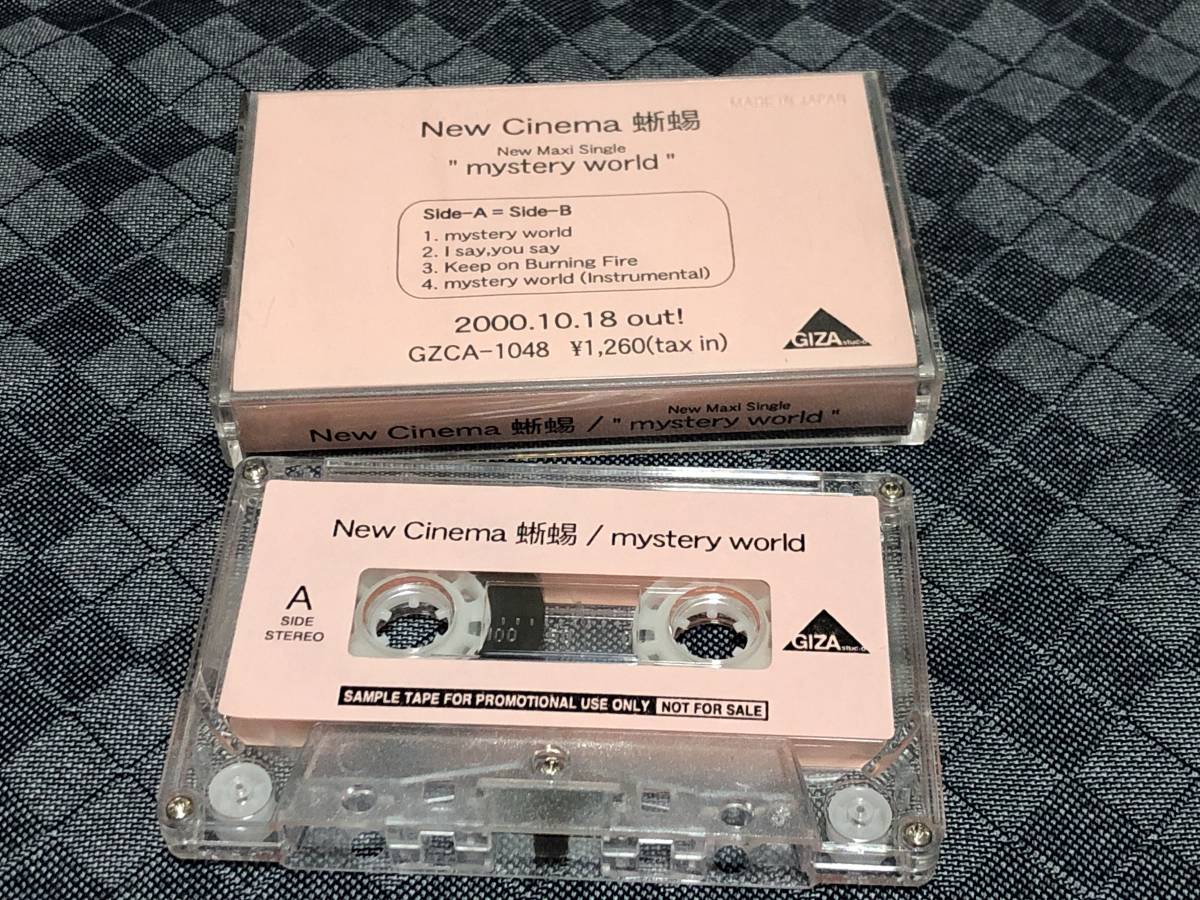 MADE IN JAPAN
New Cinema 蜥蜴
New Maxi Single
" mystery world "
Side-A = Side-B
1. mystery world
2. I say,you say
3. Keep on Burning Fire
4. mystery world (Instrumental)
2000.10.18 out!
GZCA-1048 ¥1,260(tax in)
GIZA studio
New Maxi Single
New Cinema 蜥蜴 / " mystery world "
New Cinema 蜥蜴 / mystery world
A
SIDE
STEREO
100 50
GIZA studio
SAMPLE TAPE FOR PROMOTIONAL USE ONLY NOT FOR SALE